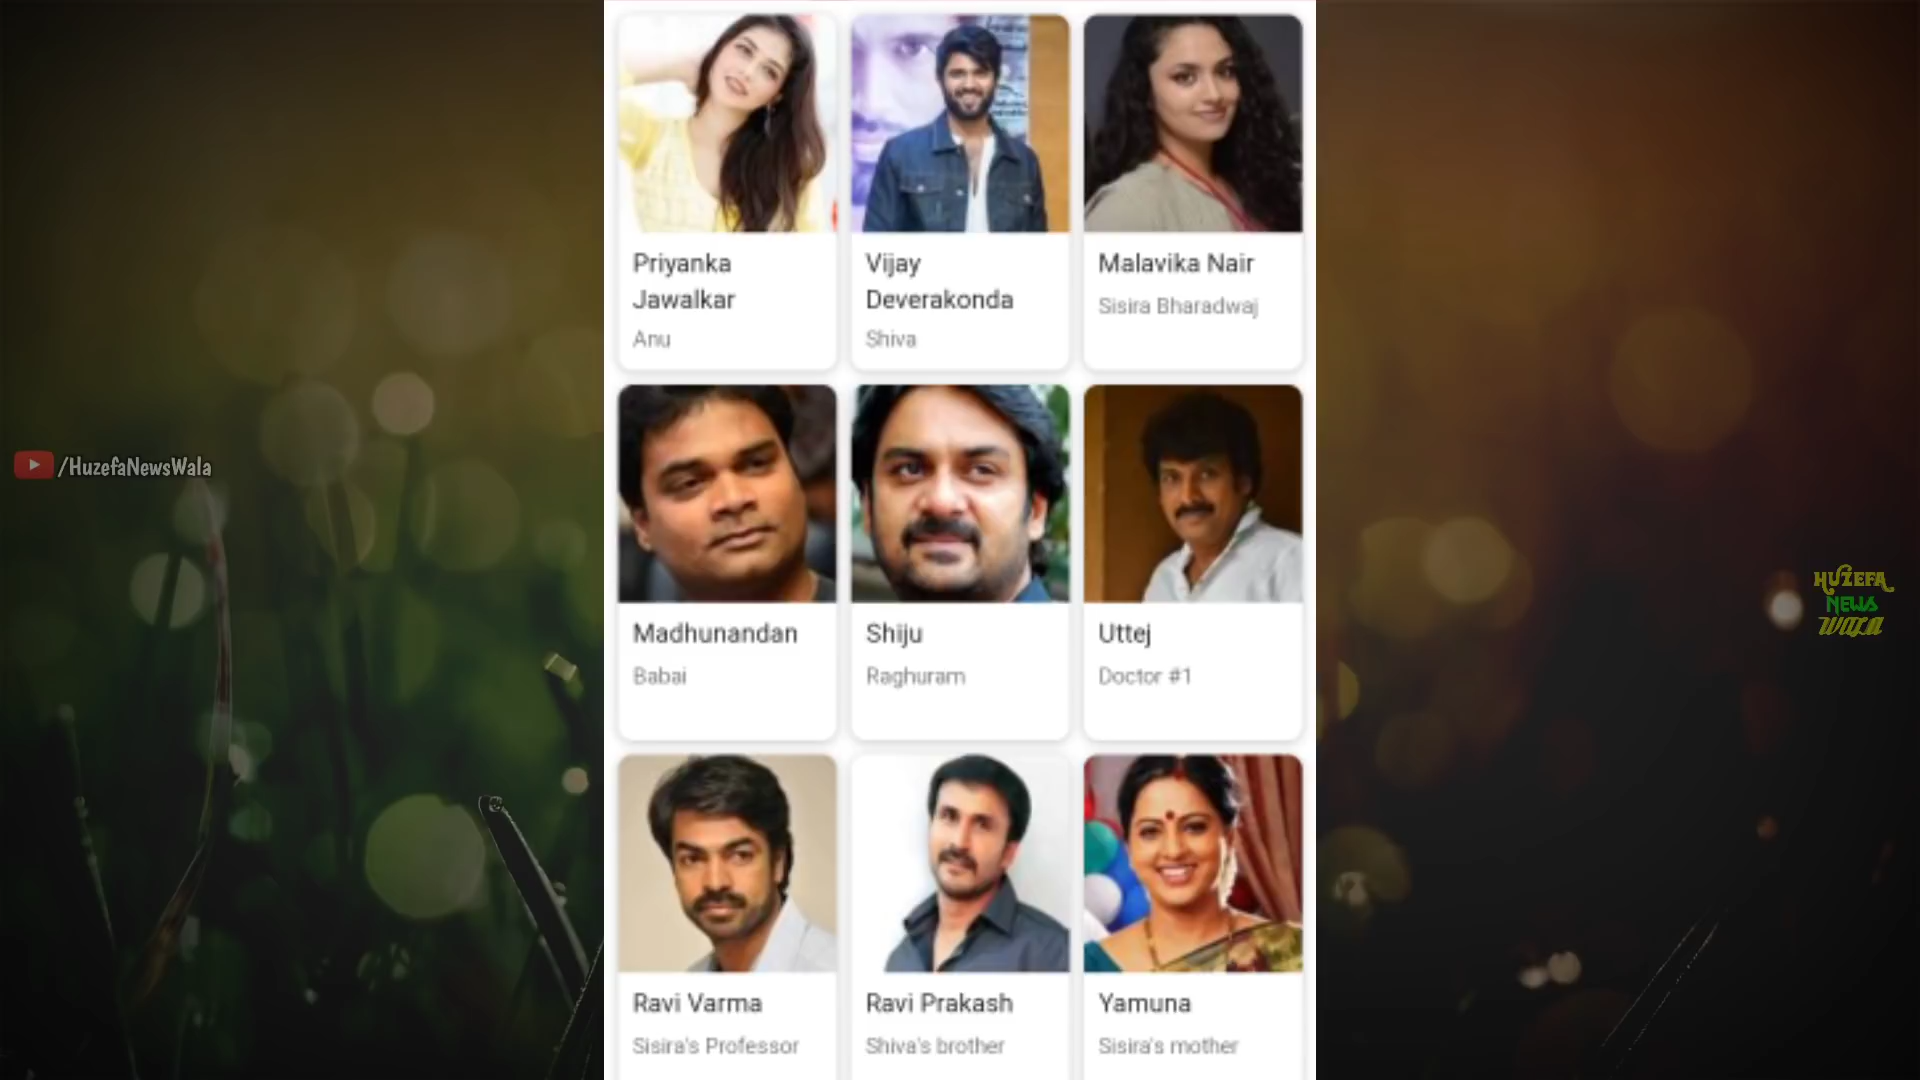 Priyanka
Jawalkar
Anu
Vijay
Deverakonda
Shiva
Malavika Nair
Sisira Bharadwaj
Madhunandan
Babai
Shiju
Raghuram
Uttej
Doctor #1
Ravi Varma
Sisira's Professor
Ravi Prakash
Shiva's brother
Yamuna
Sisira's mother
/HuzefaNewsWala
HUZEFA
NEWS
WALA